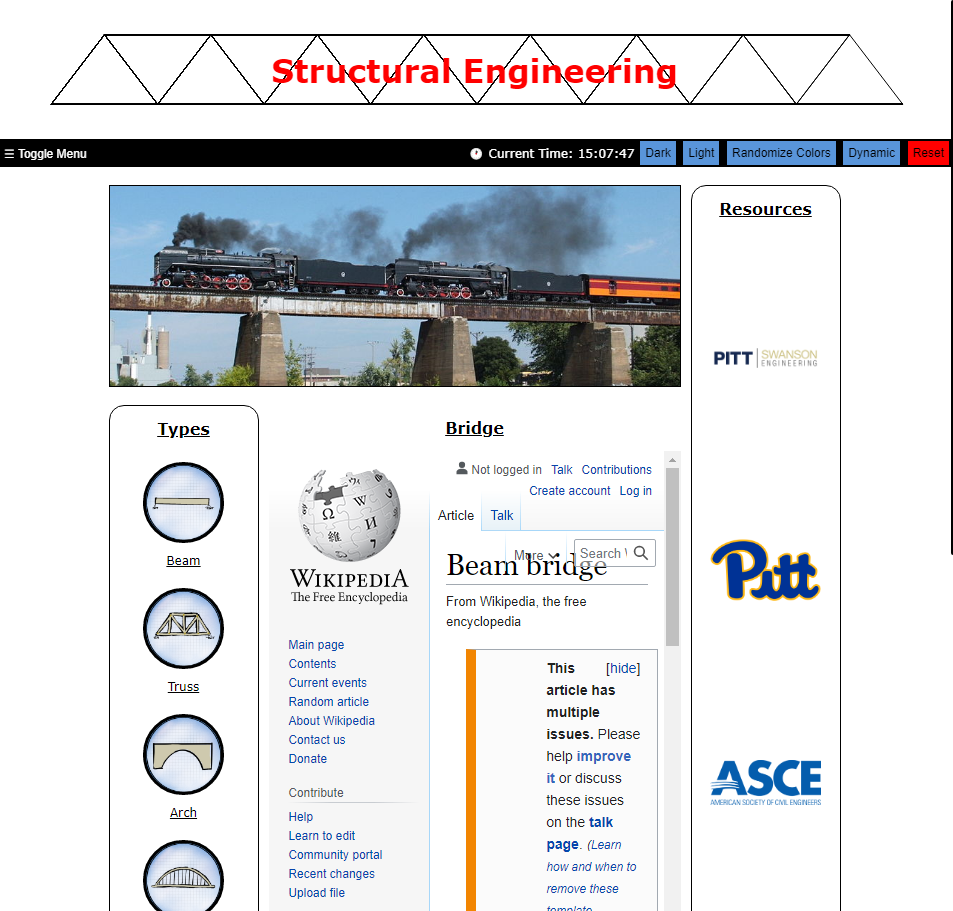 Structural Engineering
☰ Toggle Menu
Current Time: 15:07:47 Dark Light Randomize Colors Dynamic Reset
Types
Beam
Truss
Arch
Bridge
Ω W И 維
WIKIPEDIA
The Free Encyclopedia
Main page
Contents
Current events
Random article
About Wikipedia
Contact us
Donate
Contribute
Help
Learn to edit
Community portal
Recent changes
Upload file
Not logged in Talk Contributions
Create account Log in
Article Talk
More Search W
Beam bridge
From Wikipedia, the free
encyclopedia
This [hide]
article has
multiple
issues. Please
help improve
it or discuss
these issues
on the talk
page. (Learn
how and when to
remove these
template
Resources
PITT SWANSON
ENGINEERING
Pitt
ASCE
AMERICAN SOCIETY OF CIVIL ENGINEERS